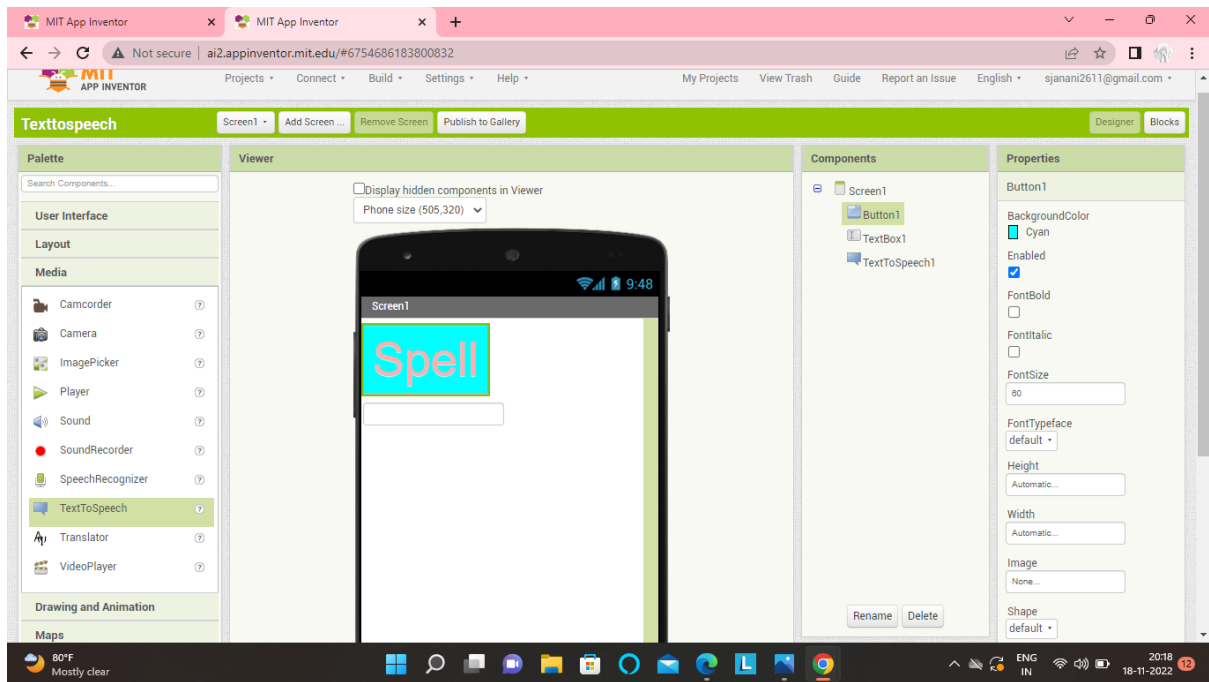 MIT App Inventor
MIT App Inventor
Not secure | ai2.appinventor.mit.edu/#6754686183800832
MIT
APP INVENTOR
Projects Connect Build Settings Help My Projects View Trash Guide Report an Issue English sjanani2611@gmail.com
Texttospeech Screen1 Add Screen ... Remove Screen Publish to Gallery Designer Blocks
Palette
Search Components...
User Interface
Layout
Media
Camcorder
Camera
ImagePicker
Player
Sound
SoundRecorder
SpeechRecognizer
TextToSpeech
Translator
VideoPlayer
Drawing and Animation
Maps
Viewer
Display hidden components in Viewer
Phone size (505,320)
9:48
Screen1
Spell
Components
Screen1
Button1
TextBox1
TextToSpeech1
Rename Delete
Properties
Button1
BackgroundColor
Cyan
Enabled
FontBold
FontItalic
FontSize
60
FontTypeface
default
Height
Automatic...
Width
Automatic...
Image
None...
Shape
default
80°F
Mostly clear
ENG
IN
20:18
18-11-2022
12